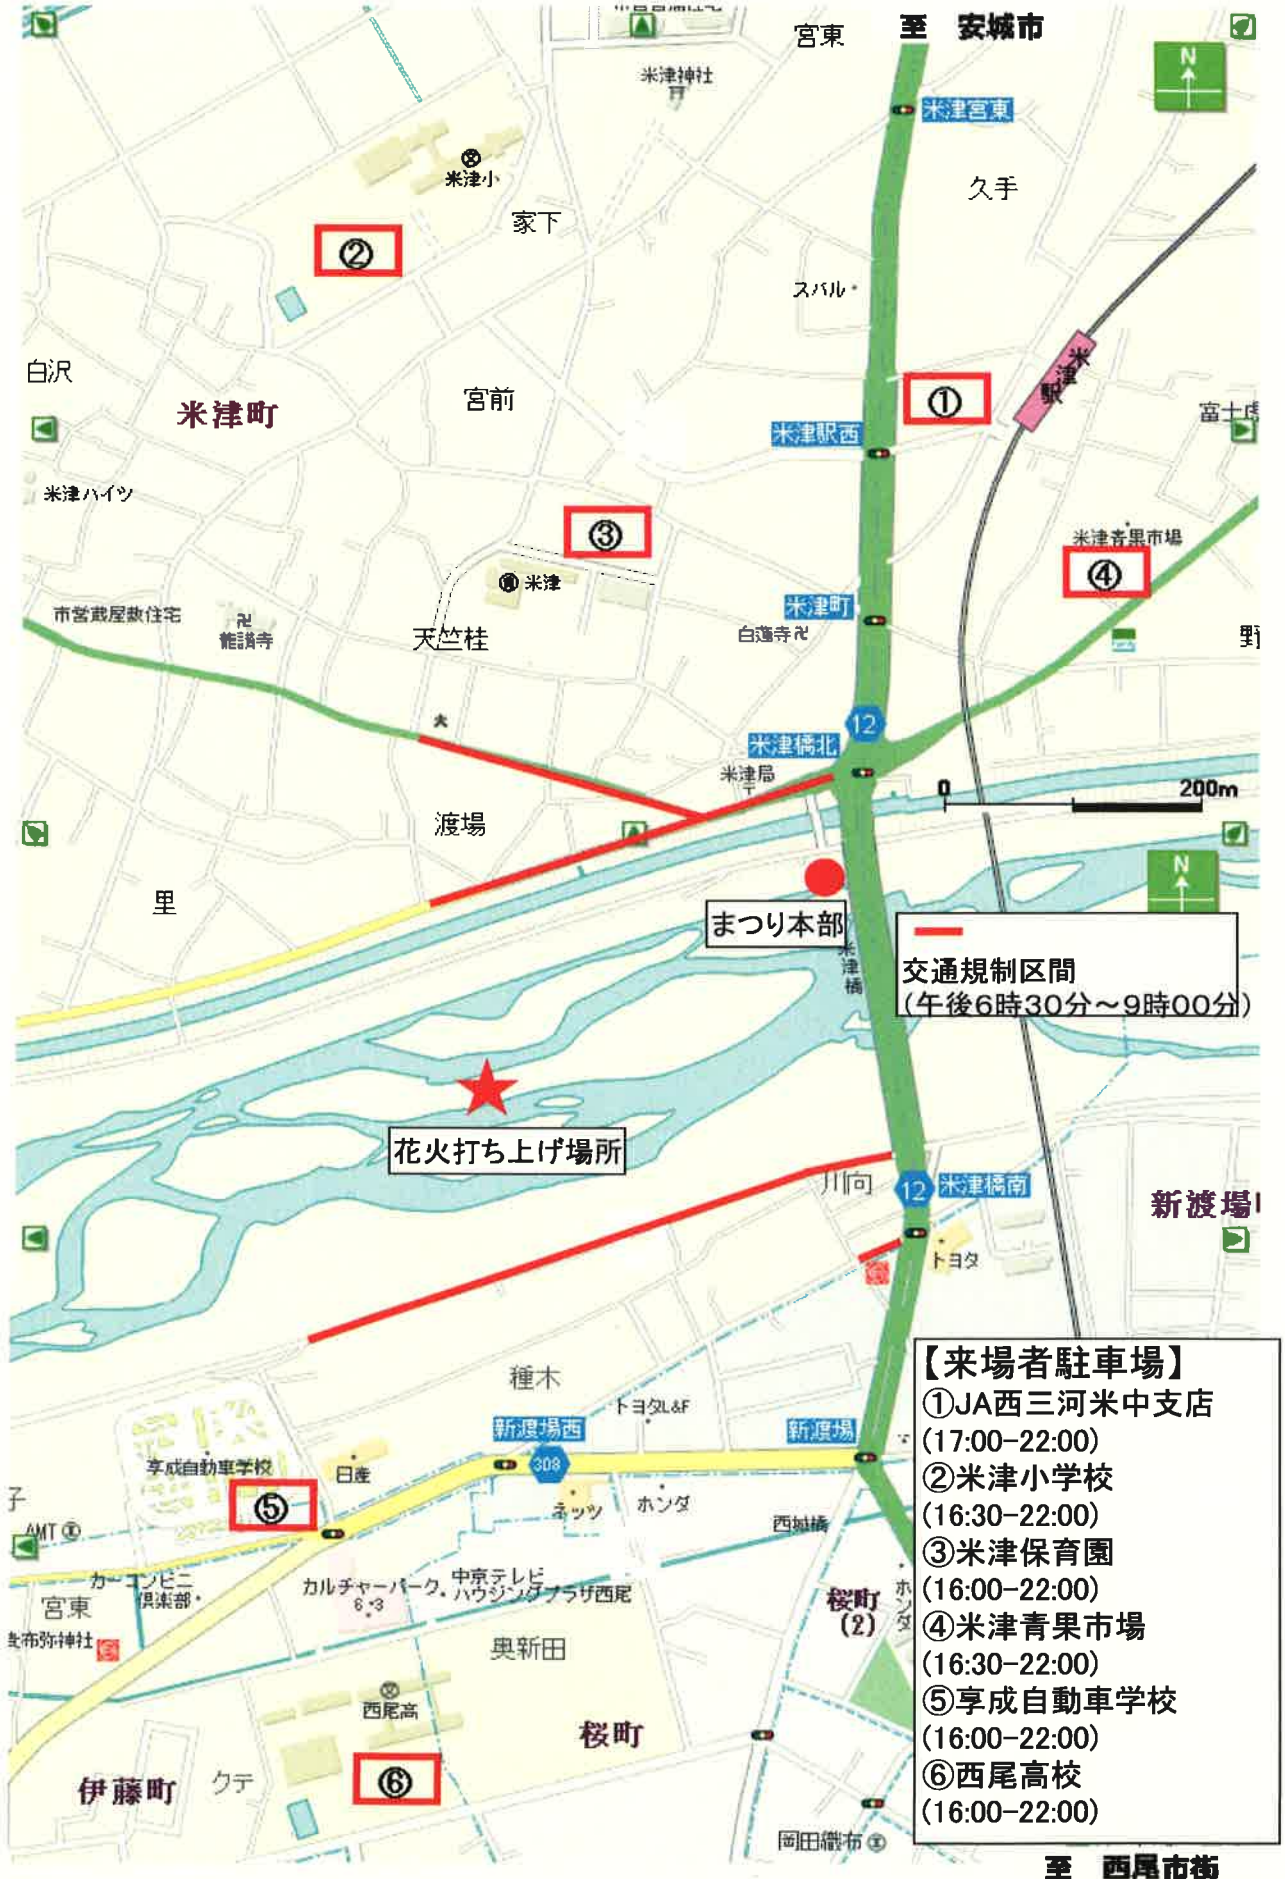 宮東
至 安城市
N
米津神社
米津宮東
米津小
久手
家下
②
スバル
白沢
米津駅
宮前
①
米津町
米津駅西
米津ハイツ
③
米津青果市場
④
米津
米津町
市営蔵屋敷住宅
龍讃寺
天竺桂
白蓮寺
野
12
米津橋北
米津局
0 200m
渡場
N
里
まつり本部
米津橋
交通規制区間
(午後6時30分～9時00分)
花火打ち上げ場所
川向
12
米津橋南
新渡場
トヨタ
種木
トヨタL&F
新渡場西
新渡場
308
享成自動車学校
日産
⑤
ネッツ
ホンダ
西城橋
子
AMT
カーコンビニ
倶楽部
カルチャーパーク
6・3
中京テレビ
ハウジングプラザ西尾
桜町
(2)
ホンダ
宮東
布弥神社
奥新田
西尾高
桜町
⑥
伊藤町
クテ
岡田織布
【来場者駐車場】
①JA西三河米中支店
(17:00-22:00)
②米津小学校
(16:30-22:00)
③米津保育園
(16:00-22:00)
④米津青果市場
(16:30-22:00)
⑤享成自動車学校
(16:00-22:00)
⑥西尾高校
(16:00-22:00)
至 西尾市街